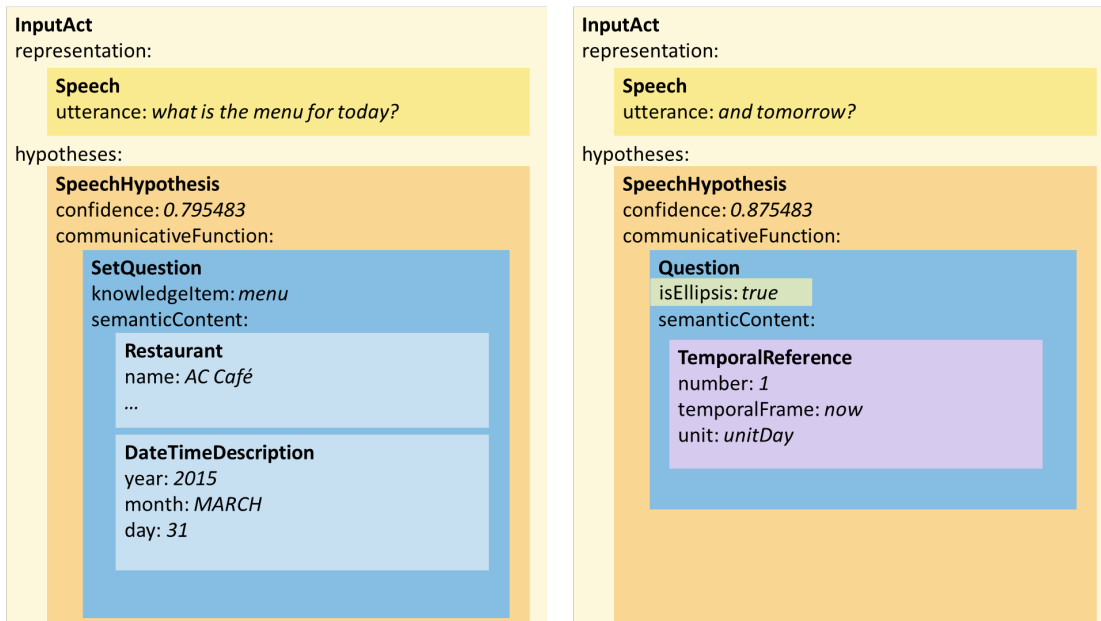 InputAct
representation:
Speech
utterance: what is the menu for today?
hypotheses:
SpeechHypothesis
confidence: 0.795483
communicativeFunction:
SetQuestion
knowledgeItem: menu
semanticContent:
Restaurant
name: AC Café
...
DateTimeDescription
year: 2015
month: MARCH
day: 31
InputAct
representation:
Speech
utterance: and tomorrow?
hypotheses:
SpeechHypothesis
confidence: 0.875483
communicativeFunction:
Question
isEllipsis: true
semanticContent:
TemporalReference
number: 1
temporalFrame: now
unit: unitDay